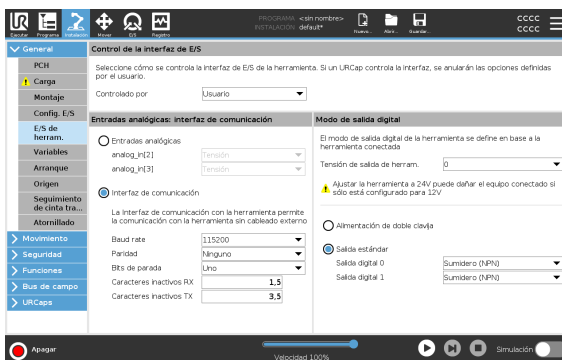 PROGRAMA <sin nombre>
INSTALACIÓN default*
Ejecutar
Programa
Instalación
Mover
E/S
Registro
Nuevo...
Abrir...
Guardar...
CCCC
CCCC
General
PCH
Carga
Montaje
Config. E/S
E/S de
herram.
Variables
Arranque
Origen
Seguimiento
de cinta tra...
Atornillado
Movimiento
Seguridad
Funciones
Bus de campo
URCaps
Control de la interfaz de E/S
Seleccione cómo se controla la interfaz de E/S de la herramienta. Si un URCap controla la interfaz, se anularán las opciones definidas
por el usuario.
Controlado por
Usuario
Entradas analógicas: interfaz de comunicación
Entradas analógicas
analog_in[2]
Tensión
analog_in[3]
Tensión
Interfaz de comunicación
La interfaz de comunicación con la herramienta permite
la comunicación con la herramienta sin cableado externo
Baud rate
115200
Paridad
Ninguno
Bits de parada
Uno
Caracteres inactivos RX
1,5
Caracteres inactivos TX
3,5
Modo de salida digital
El modo de salida digital de la herramienta se define en base a la
herramienta conectada
Tensión de salida de herram.
0
Ajustar la herramienta a 24V puede dañar el equipo conectado si
sólo está configurado para 12V
Alimentación de doble clavija
Salida estándar
Salida digital 0
Sumidero (NPN)
Salida digital 1
Sumidero (NPN)
Apagar
Velocidad 100%
Simulación